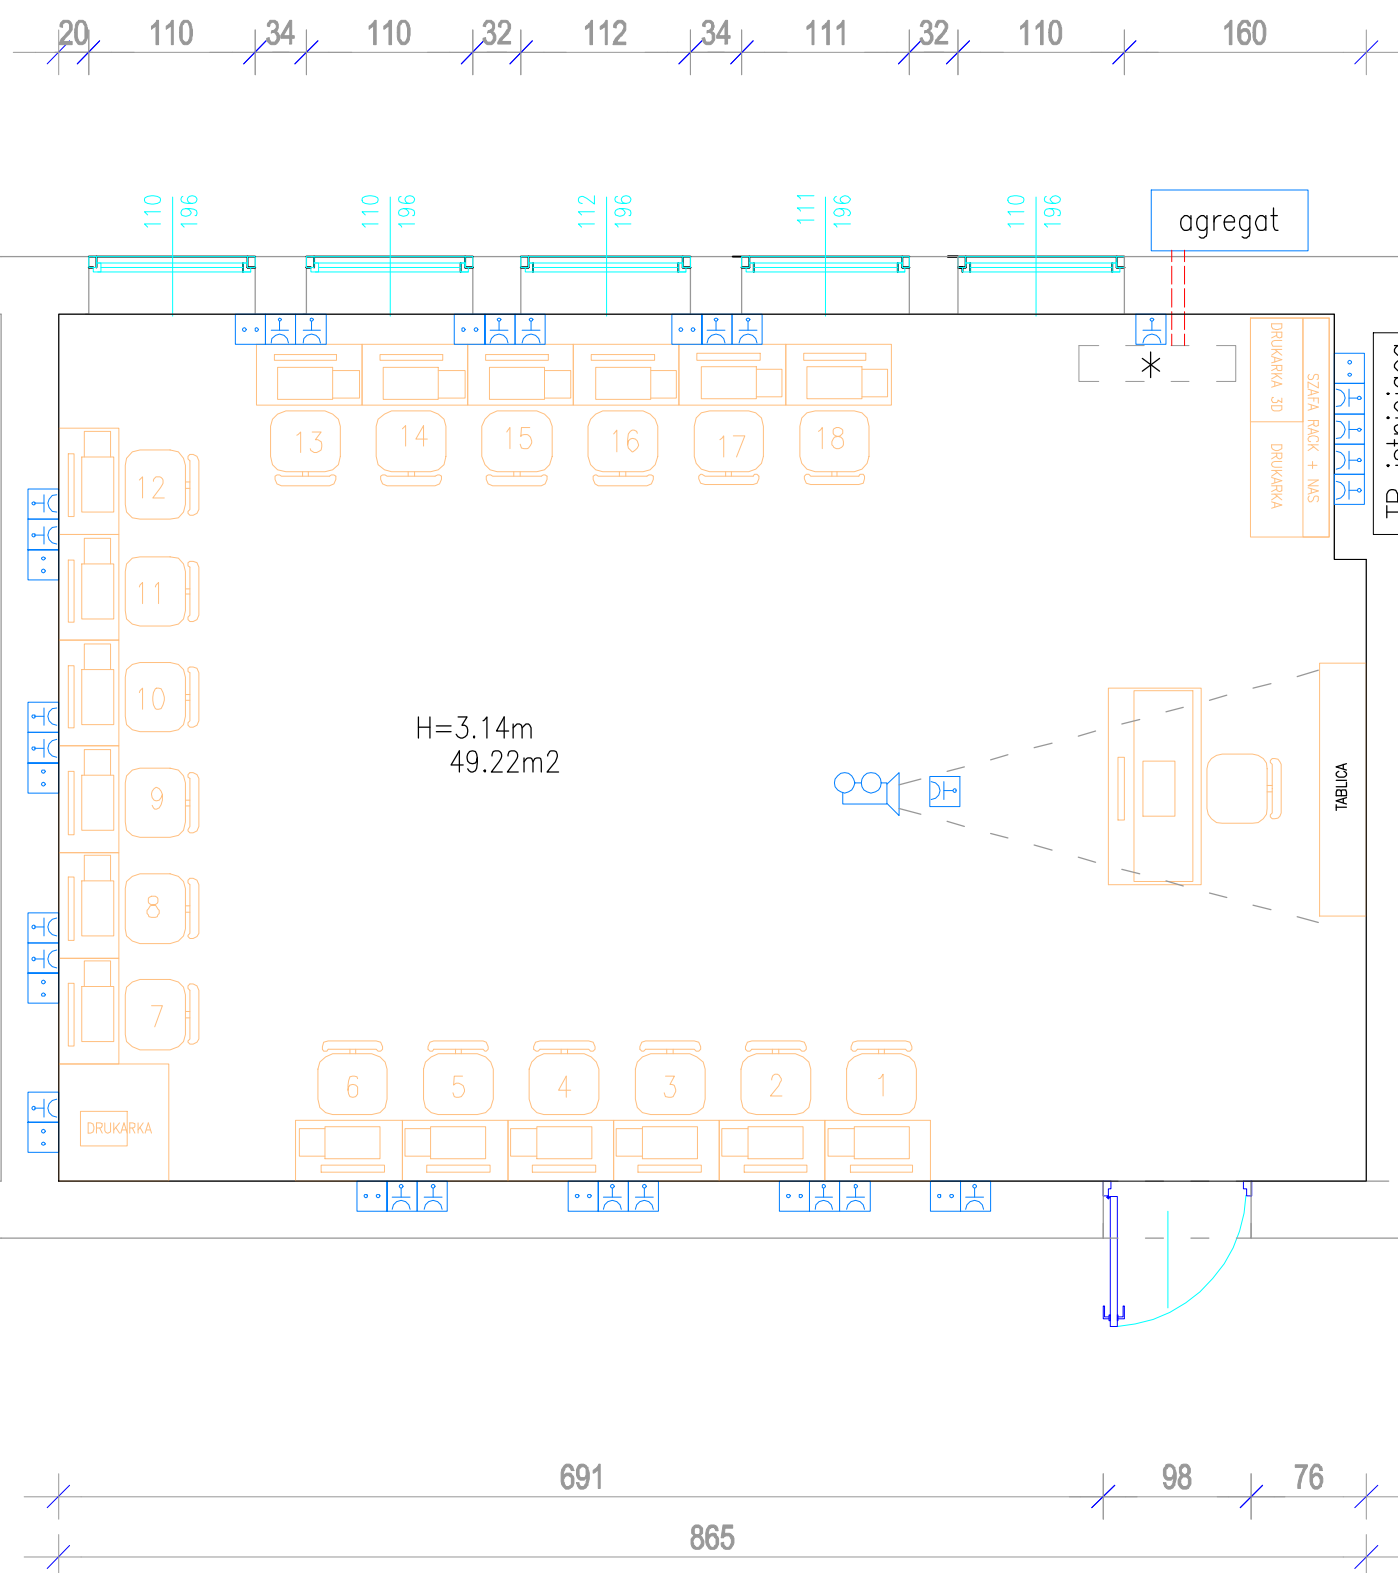 20 110 34 110 32 112 34 111 32 110 160
110 196 110 196 112 196 111 196 110 196
agregat
DRUKARKA 3D
DRUKARKA
SZAFA RACK + NAS
13 14 15 16 17 18
12
11
10
9
8
7
H=3.14m
49.22m2
TABLICA
6 5 4 3 2 1
DRUKARKA
691 98 76
865